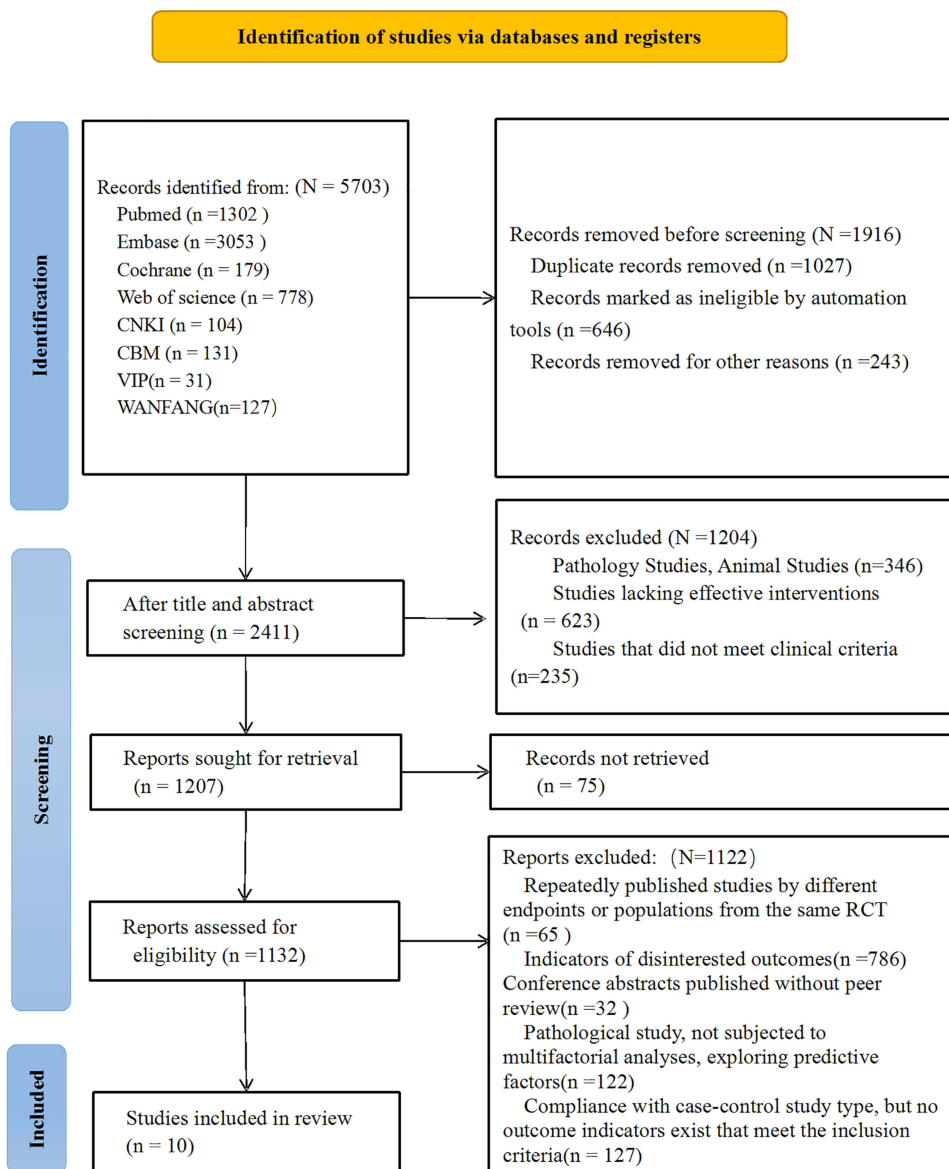 Identification of studies via databases and registers
Identification
Records identified from: (N = 5703)
Pubmed (n =1302 )
Embase (n =3053 )
Cochrane (n = 179)
Web of science (n = 778)
CNKI (n = 104)
CBM (n = 131)
VIP(n = 31)
WANFANG(n=127)
Records removed before screening (N =1916)
Duplicate records removed (n =1027)
Records marked as ineligible by automation
tools (n =646)
Records removed for other reasons (n =243)
Screening
After title and abstract
screening (n = 2411)
Records excluded (N =1204)
Pathology Studies, Animal Studies (n=346)
Studies lacking effective interventions
(n = 623)
Studies that did not meet clinical criteria
(n=235)
Reports sought for retrieval
(n = 1207)
Records not retrieved
(n = 75)
Reports assessed for
eligibility (n =1132)
Reports excluded: (N=1122)
Repeatedly published studies by different
endpoints or populations from the same RCT
(n =65 )
Indicators of disinterested outcomes(n =786)
Conference abstracts published without peer
review(n =32 )
Pathological study, not subjected to
multifactorial analyses, exploring predictive
factors(n =122)
Compliance with case-control study type, but no
outcome indicators exist that meet the inclusion
criteria(n = 127)
Included
Studies included in review
(n = 10)